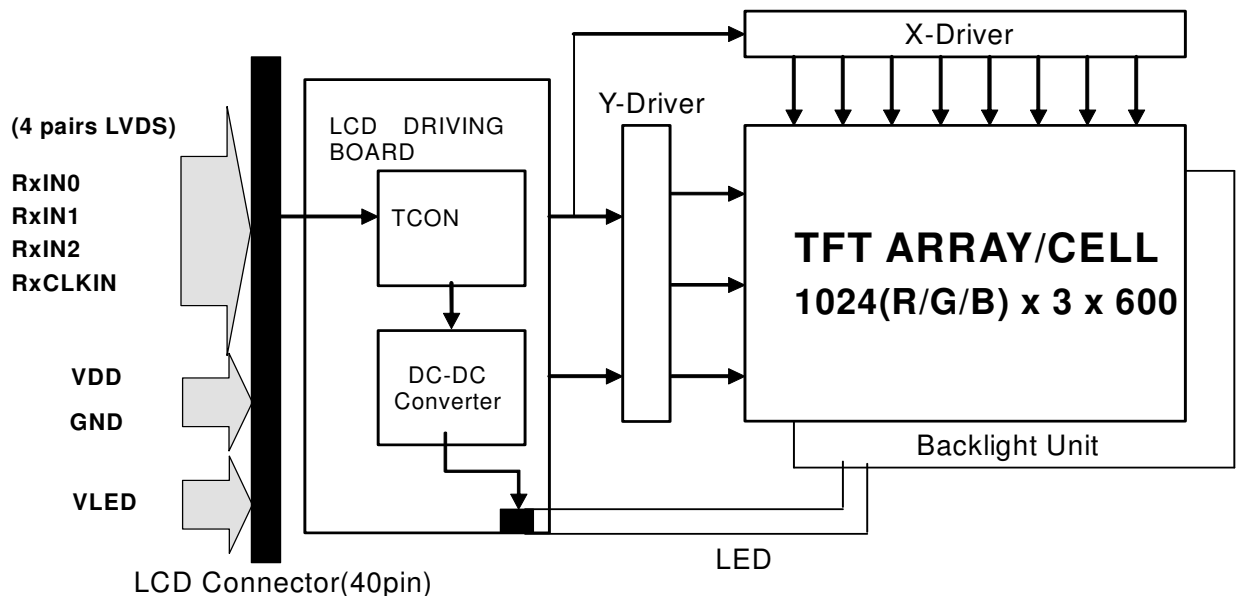 X-Driver
Y-Driver
(4 pairs LVDS)
RxIN0
RxIN1
RxIN2
RxCLKIN
LCD DRIVING
BOARD
TCON
TFT ARRAY/CELL
1024(R/G/B) x 3 x 600
VDD
GND
DC-DC
Converter
Backlight Unit
VLED
LED
LCD Connector(40pin)